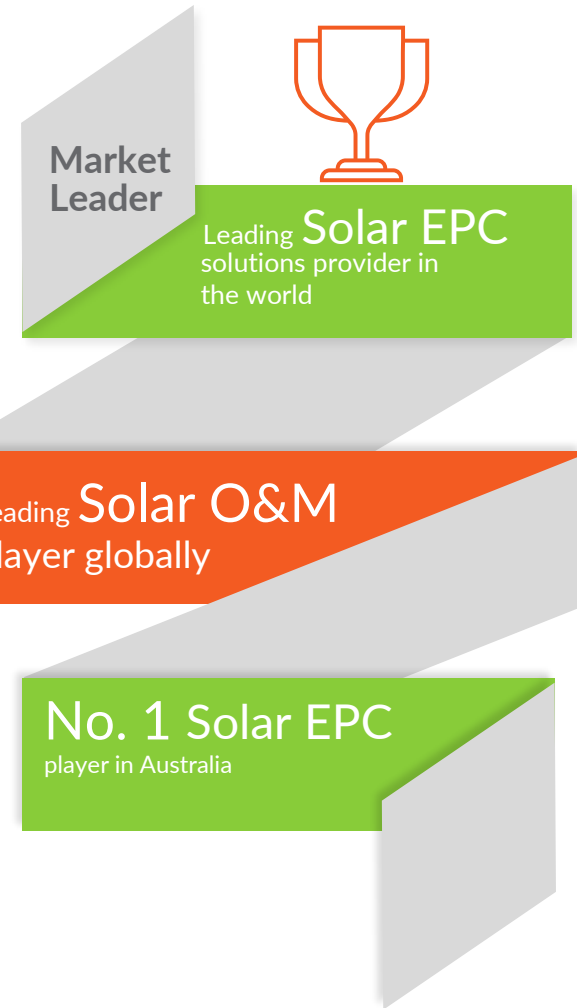 Market
Leader
Leading Solar EPC
solutions provider in
the world
eading Solar O&M
layer globally
No. 1 Solar EPC
player in Australia